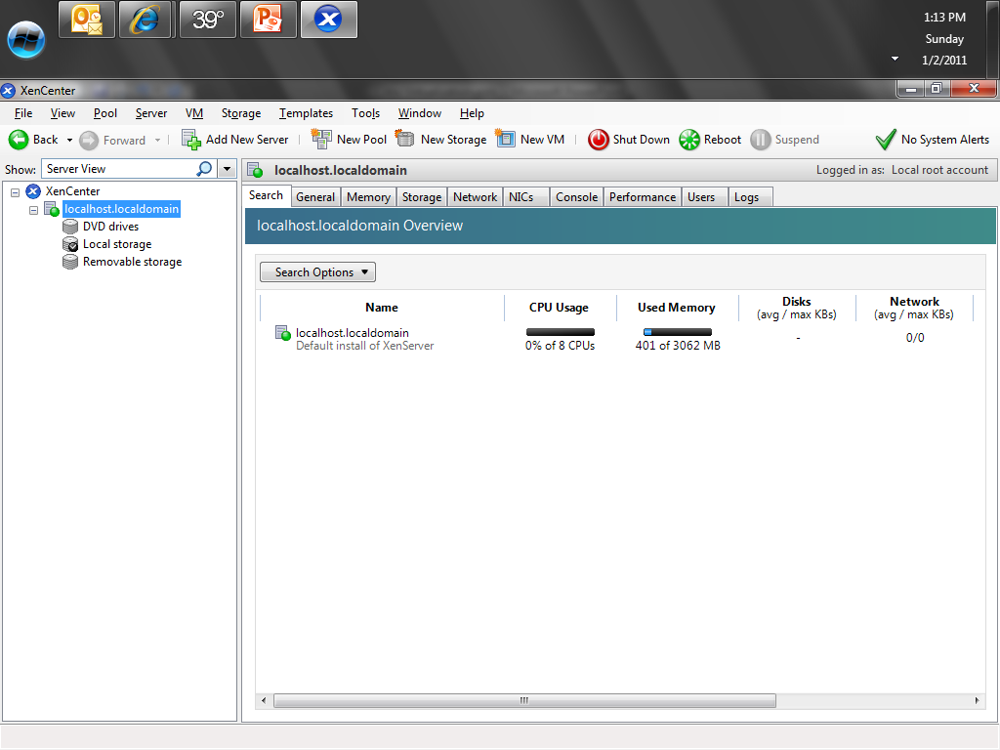 39°
1:13 PM
Sunday
1/2/2011
XenCenter
File View Pool Server VM Storage Templates Tools Window Help
Back Forward Add New Server New Pool New Storage New VM Shut Down Reboot Suspend No System Alerts
Show: Server View
localhost.localdomain
Logged in as: Local root account
XenCenter
localhost.localdomain
DVD drives
Local storage
Removable storage
Search General Memory Storage Network NICs Console Performance Users Logs
localhost.localdomain Overview
Search Options
Name CPU Usage Used Memory Disks Network
(avg / max KBs) (avg / max KBs)
localhost.localdomain
Default install of XenServer
0% of 8 CPUs
401 of 3062 MB
-
0/0